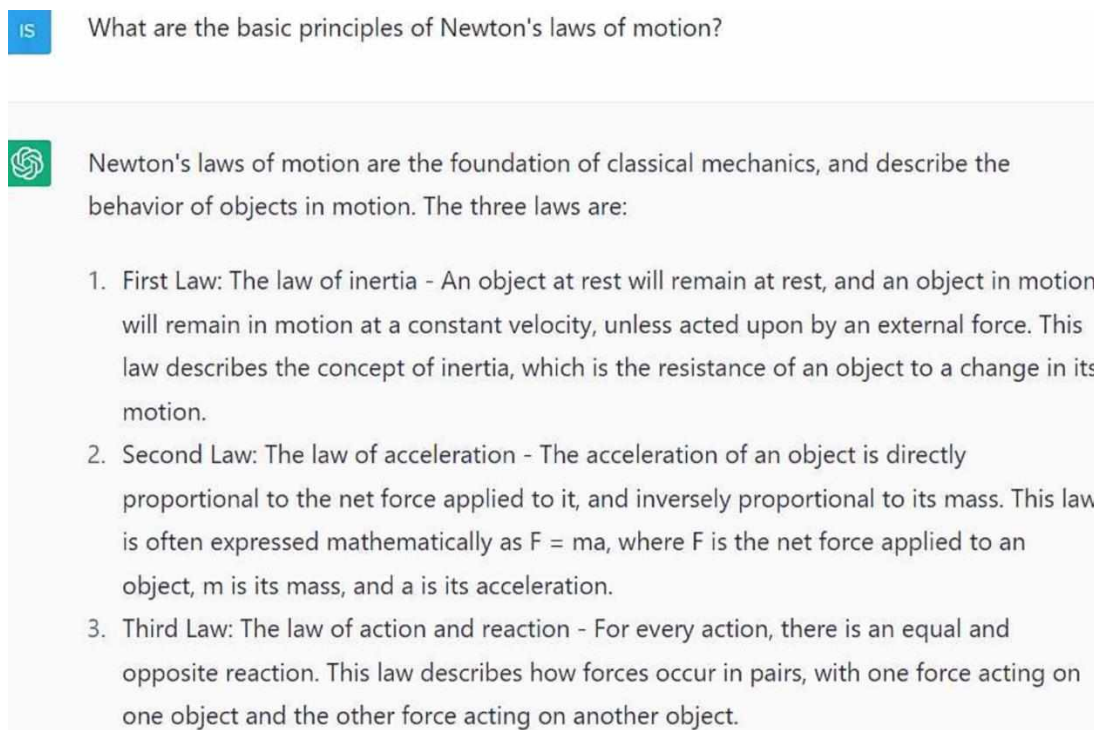 IS
What are the basic principles of Newton's laws of motion?
Newton's laws of motion are the foundation of classical mechanics, and describe the
behavior of objects in motion. The three laws are:
1. First Law: The law of inertia - An object at rest will remain at rest, and an object in motion
will remain in motion at a constant velocity, unless acted upon by an external force. This
law describes the concept of inertia, which is the resistance of an object to a change in its
motion.
2. Second Law: The law of acceleration - The acceleration of an object is directly
proportional to the net force applied to it, and inversely proportional to its mass. This law
is often expressed mathematically as F = ma, where F is the net force applied to an
object, m is its mass, and a is its acceleration.
3. Third Law: The law of action and reaction - For every action, there is an equal and
opposite reaction. This law describes how forces occur in pairs, with one force acting on
one object and the other force acting on another object.